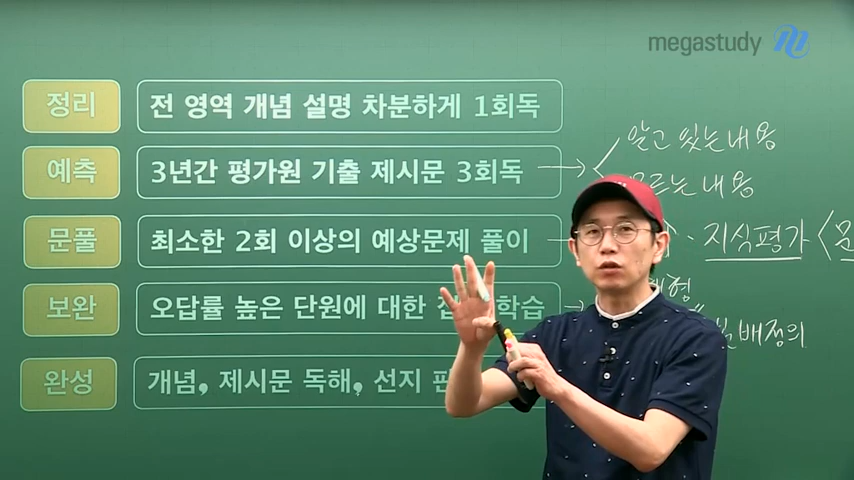 megastudy
정리 전 영역 개념 설명 차분하게 1회독
예측 3년간 평가원 기출 제시문 3회독
문풀 최소한 2회 이상의 예상문제 풀이
보완 오답률 높은 단원에 대한 학습
완성 개념, 제시문 독해, 선지
알고 있는 내용
모르는 내용
· 지식평가